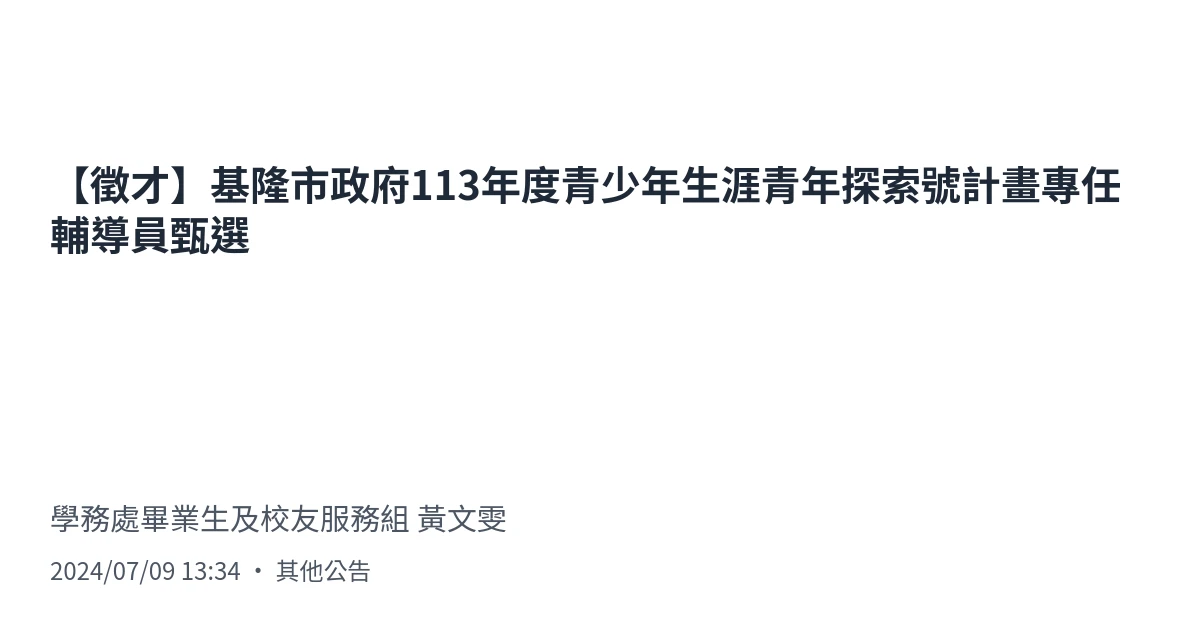 【徵才】基隆市政府113年度青少年生涯青年探索號計畫專任
輔導員甄選
學務處畢業生及校友服務組 黃文雯
2024/07/09 13:34 • 其他公告